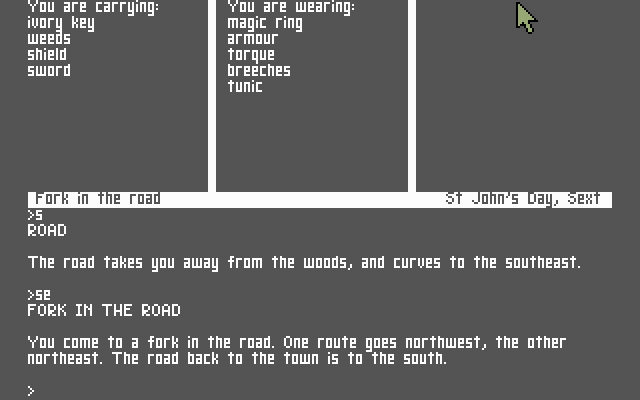 You are carrying:
ivory key
weeds
shield
sword
You are wearing:
magic ring
armour
torque
breeches
tunic
Fork in the road
St John's Day, Sext
>s
ROAD
The road takes you away from the woods, and curves to the southeast.
>se
FORK IN THE ROAD
You come to a fork in the road. One route goes northwest, the other
northeast. The road back to the town is to the south.
>